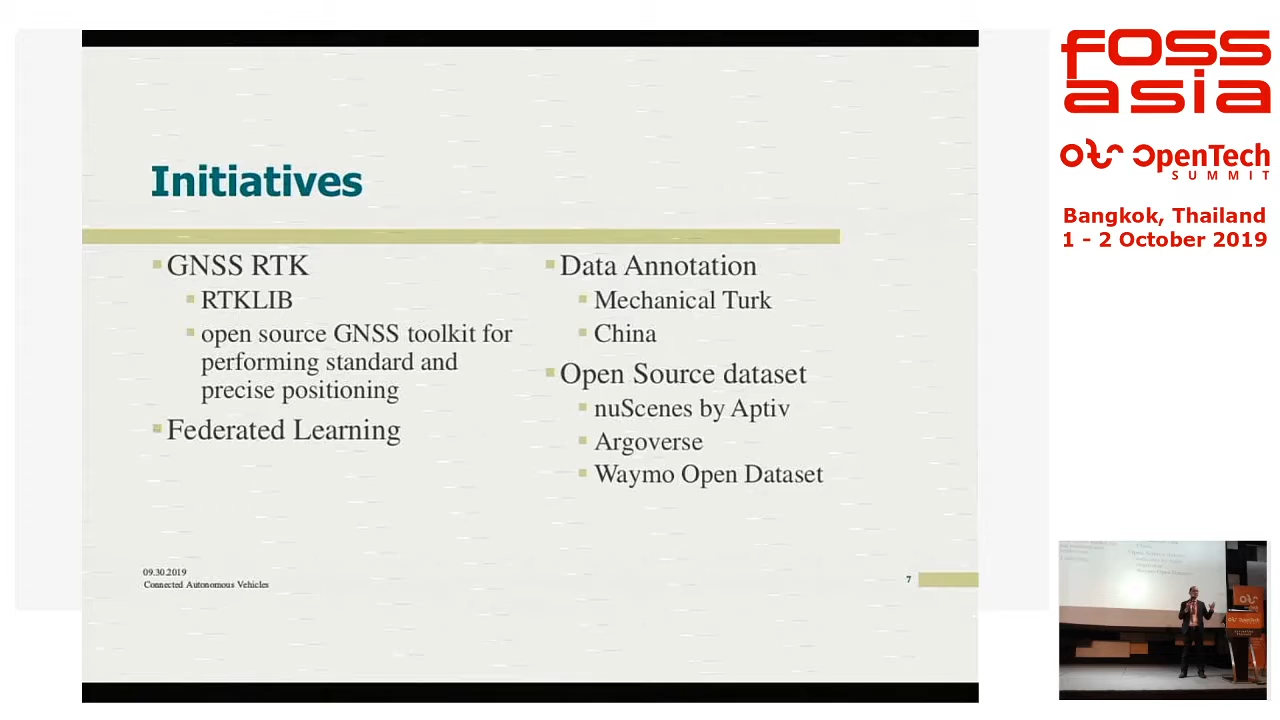 Initiatives
GNSS RTK
RTKLIB
open source GNSS toolkit for
performing standard and
precise positioning
Federated Learning
Data Annotation
Mechanical Turk
China
Open Source dataset
nuScenes by Aptiv
Argoverse
Waymo Open Dataset
09.30.2019
Connected Autonomous Vehicles
7
FOSS
asia
OpenTech
SUMMIT
Bangkok, Thailand
1 - 2 October 2019